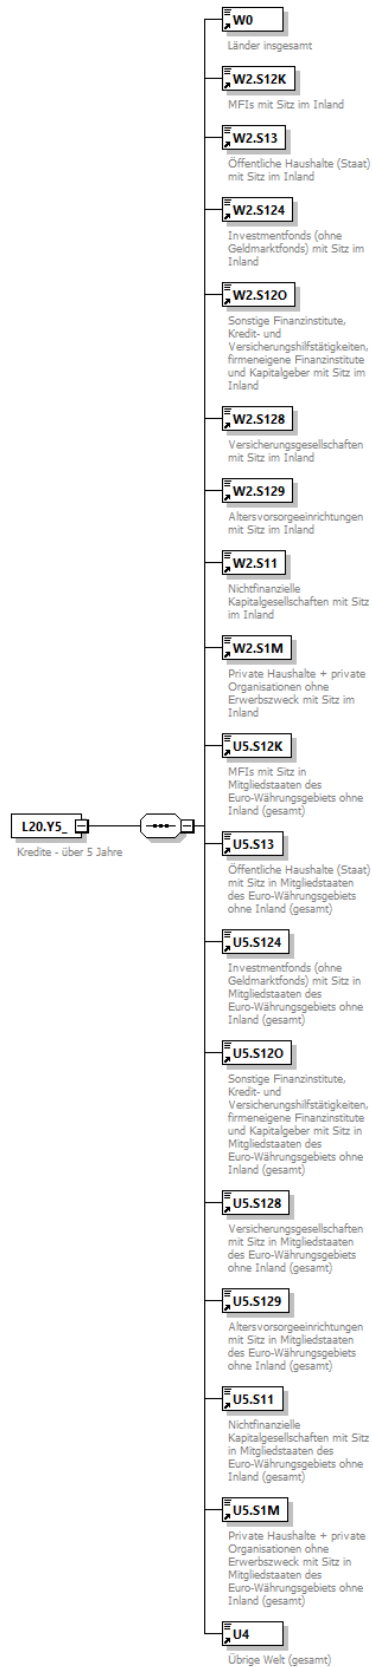 W0
Länder insgesamt
W2.S12K
MFIs mit Sitz im Inland
W2.S13
Öffentliche Haushalte (Staat)
mit Sitz im Inland
W2.S124
Investmentfonds (ohne
Geldmarktfonds) mit Sitz im
Inland
W2.S12O
Sonstige Finanzinstitute,
Kredit- und
Versicherungshilfstätigkeiten,
firmeneigene Finanzinstitute
und Kapitalgeber mit Sitz im
Inland
W2.S128
Versicherungsgesellschaften
mit Sitz im Inland
W2.S129
Altersvorsorgeeinrichtungen
mit Sitz im Inland
W2.S11
Nichtfinanzielle
Kapitalgesellschaften mit Sitz
im Inland
W2.S1M
Private Haushalte + private
Organisationen ohne
Erwerbszweck mit Sitz im
Inland
U5.S12K
MFIs mit Sitz in
Mitgliedstaaten des
Euro-Währungsgebiets ohne
Inland (gesamt)
L20.Y5_
Kredite - über 5 Jahre
U5.S13
Öffentliche Haushalte (Staat)
mit Sitz in Mitgliedstaaten
des Euro-Währungsgebiets
ohne Inland (gesamt)
U5.S124
Investmentfonds (ohne
Geldmarktfonds) mit Sitz in
Mitgliedstaaten des
Euro-Währungsgebiets ohne
Inland (gesamt)
U5.S12O
Sonstige Finanzinstitute,
Kredit- und
Versicherungshilfstätigkeiten,
firmeneigene Finanzinstitute
und Kapitalgeber mit Sitz in
Mitgliedstaaten des
Euro-Währungsgebiets ohne
Inland (gesamt)
U5.S128
Versicherungsgesellschaften
mit Sitz in Mitgliedstaaten
des Euro-Währungsgebiets
ohne Inland (gesamt)
U5.S129
Altersvorsorgeeinrichtungen
mit Sitz in Mitgliedstaaten
des Euro-Währungsgebiets
ohne Inland (gesamt)
U5.S11
Nichtfinanzielle
Kapitalgesellschaften mit Sitz
in Mitgliedstaaten des
Euro-Währungsgebiets ohne
Inland (gesamt)
U5.S1M
Private Haushalte + private
Organisationen ohne
Erwerbszweck mit Sitz in
Mitgliedstaaten des
Euro-Währungsgebiets ohne
Inland (gesamt)
U4
Übrige Welt (gesamt)